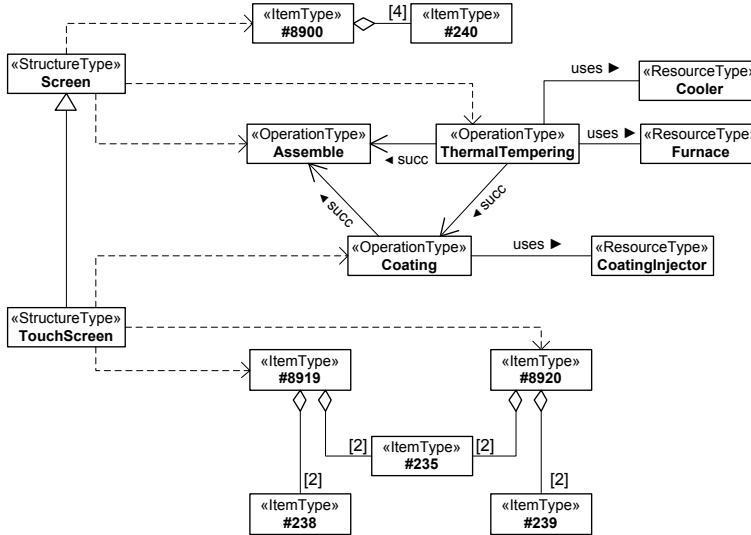 «ItemType»
#8900
[4]
«ItemType»
#240
«StructureType»
Screen
uses ►
«ResourceType»
Cooler
«OperationType»
Assemble
◄ succ
«OperationType»
ThermalTempering
uses ►
«ResourceType»
Furnace
◄ succ
◄ succ
«OperationType»
Coating
uses ►
«ResourceType»
CoatingInjector
«StructureType»
TouchScreen
«ItemType»
#8919
«ItemType»
#8920
[2]
«ItemType»
#235
[2]
[2]
«ItemType»
#238
[2]
«ItemType»
#239